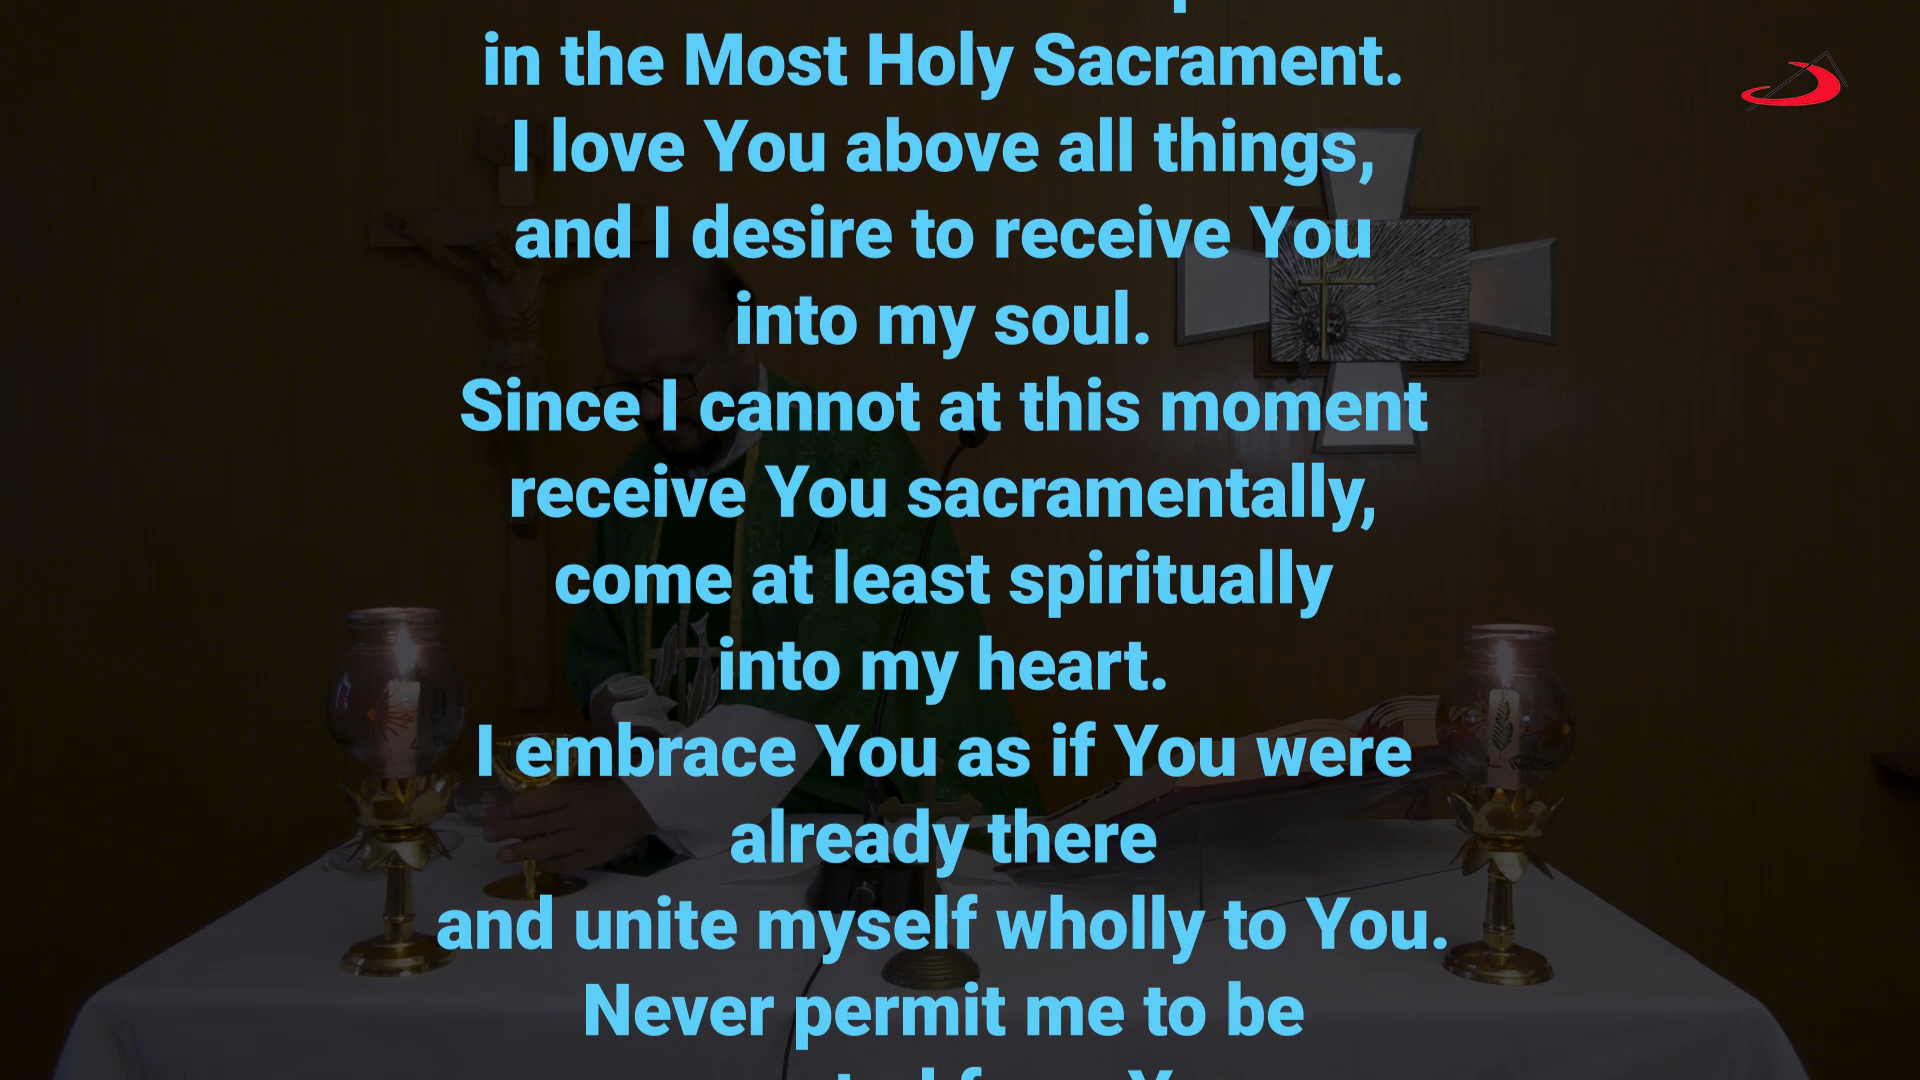 in the Most Holy Sacrament.
I love You above all things,
and I desire to receive You
into my soul.
Since I cannot at this moment
receive You sacramentally,
come at least spiritually
into my heart.
I embrace You as if You were
already there
and unite myself wholly to You.
Never permit me to be